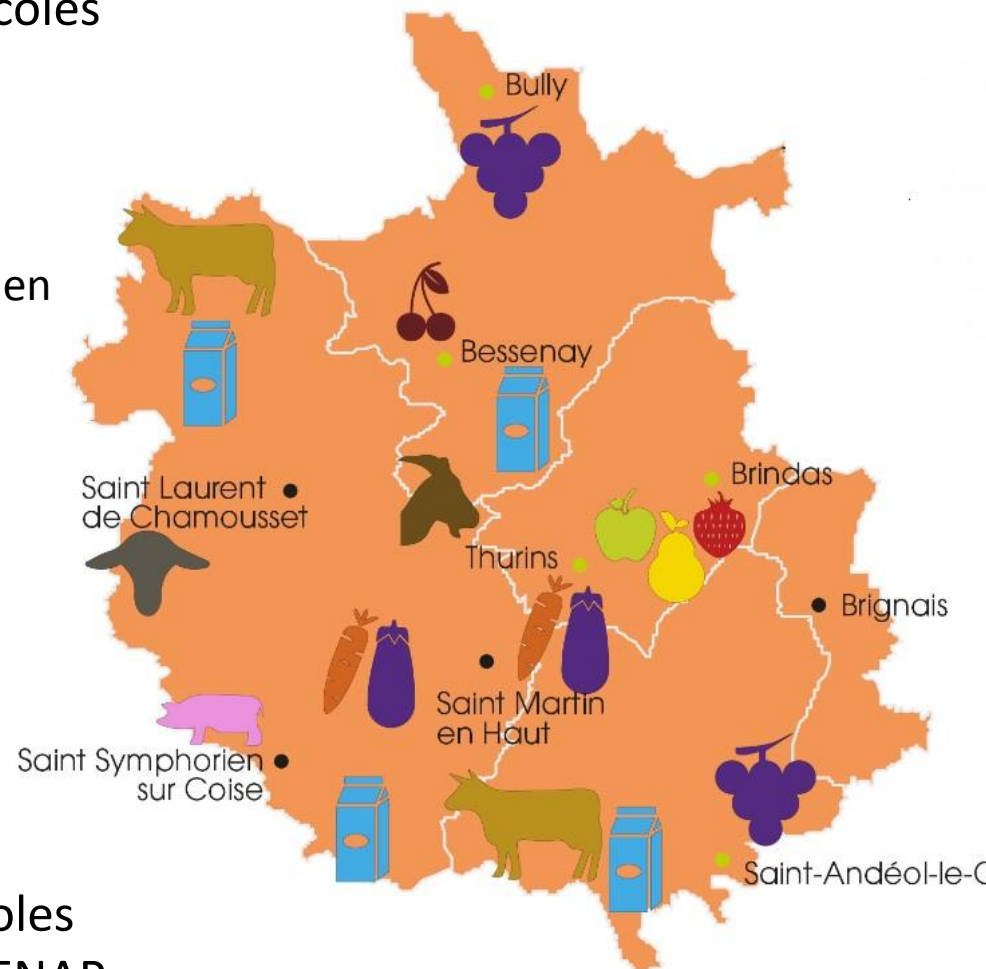 coles
Bully
en
Bessenay
Brindas
Saint Laurent
de Chamousset
Thurins
Brignais
Saint Martin
en Haut
Saint Symphorien
sur Coise
Saint-Andéol-le-C
oles
ENAP